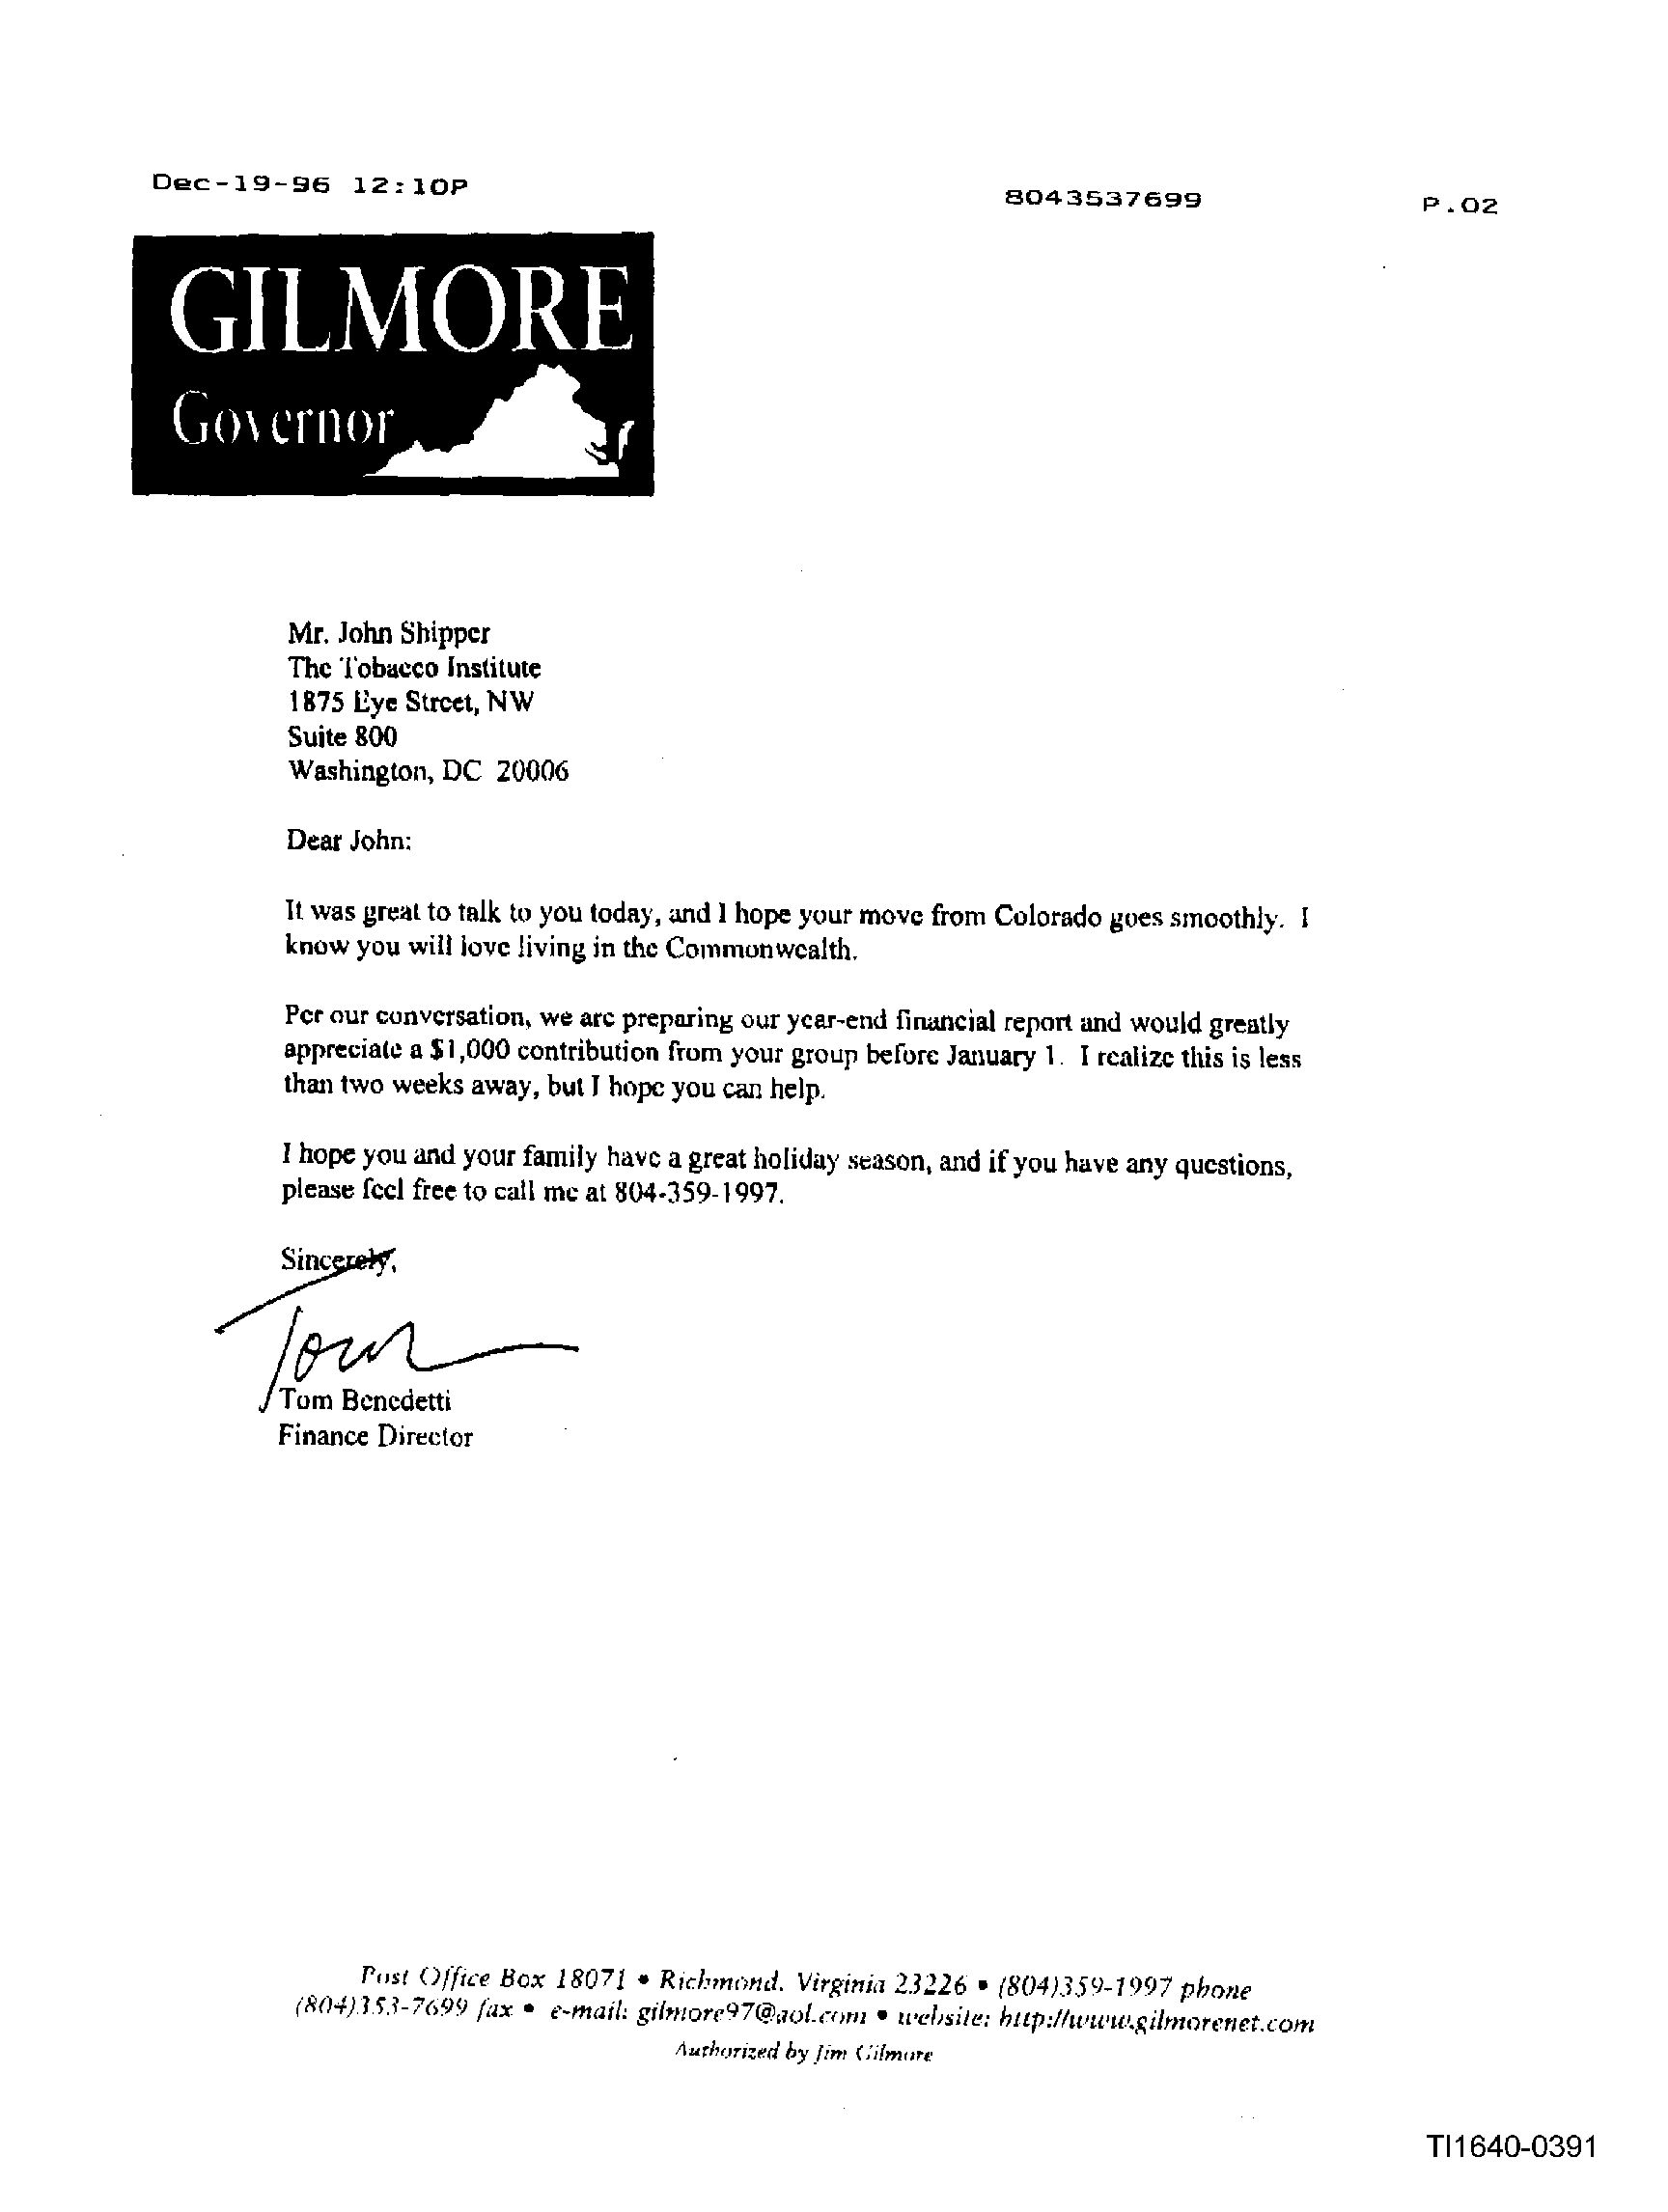 Dec-19-96 12:10P 8043537699 P.02
GILMORE
Governor
Mr. John Shipper
The Tobacco Institute
1875 Eye Street, NW
Suite 800
Washington, DC 20006
Dear John:
It was great to talk to you today, and I hope your move from Colorado goes smoothly. I
know you will love living in the Commonwealth.
Per our conversation, we are preparing our year-end financial report and would greatly
appreciate a $1,000 contribution from your group before January 1. I realize this is less
than two weeks away, but I hope you can help.
I hope you and your family have a great holiday season, and if you have any questions,
please feel free to call me at 804-359-1997.
Sincerely,
Tom
Tom Benedetti
Finance Director
Post Office Box 18071 • Richmond, Virginia 23226 • (804)359-1997 phone
(804)353-7699 fax • e-mail: gilmore97@aol.com • website: http://www.gilmorenet.com
Authorized by Jim Gilmore
TI1640-0391